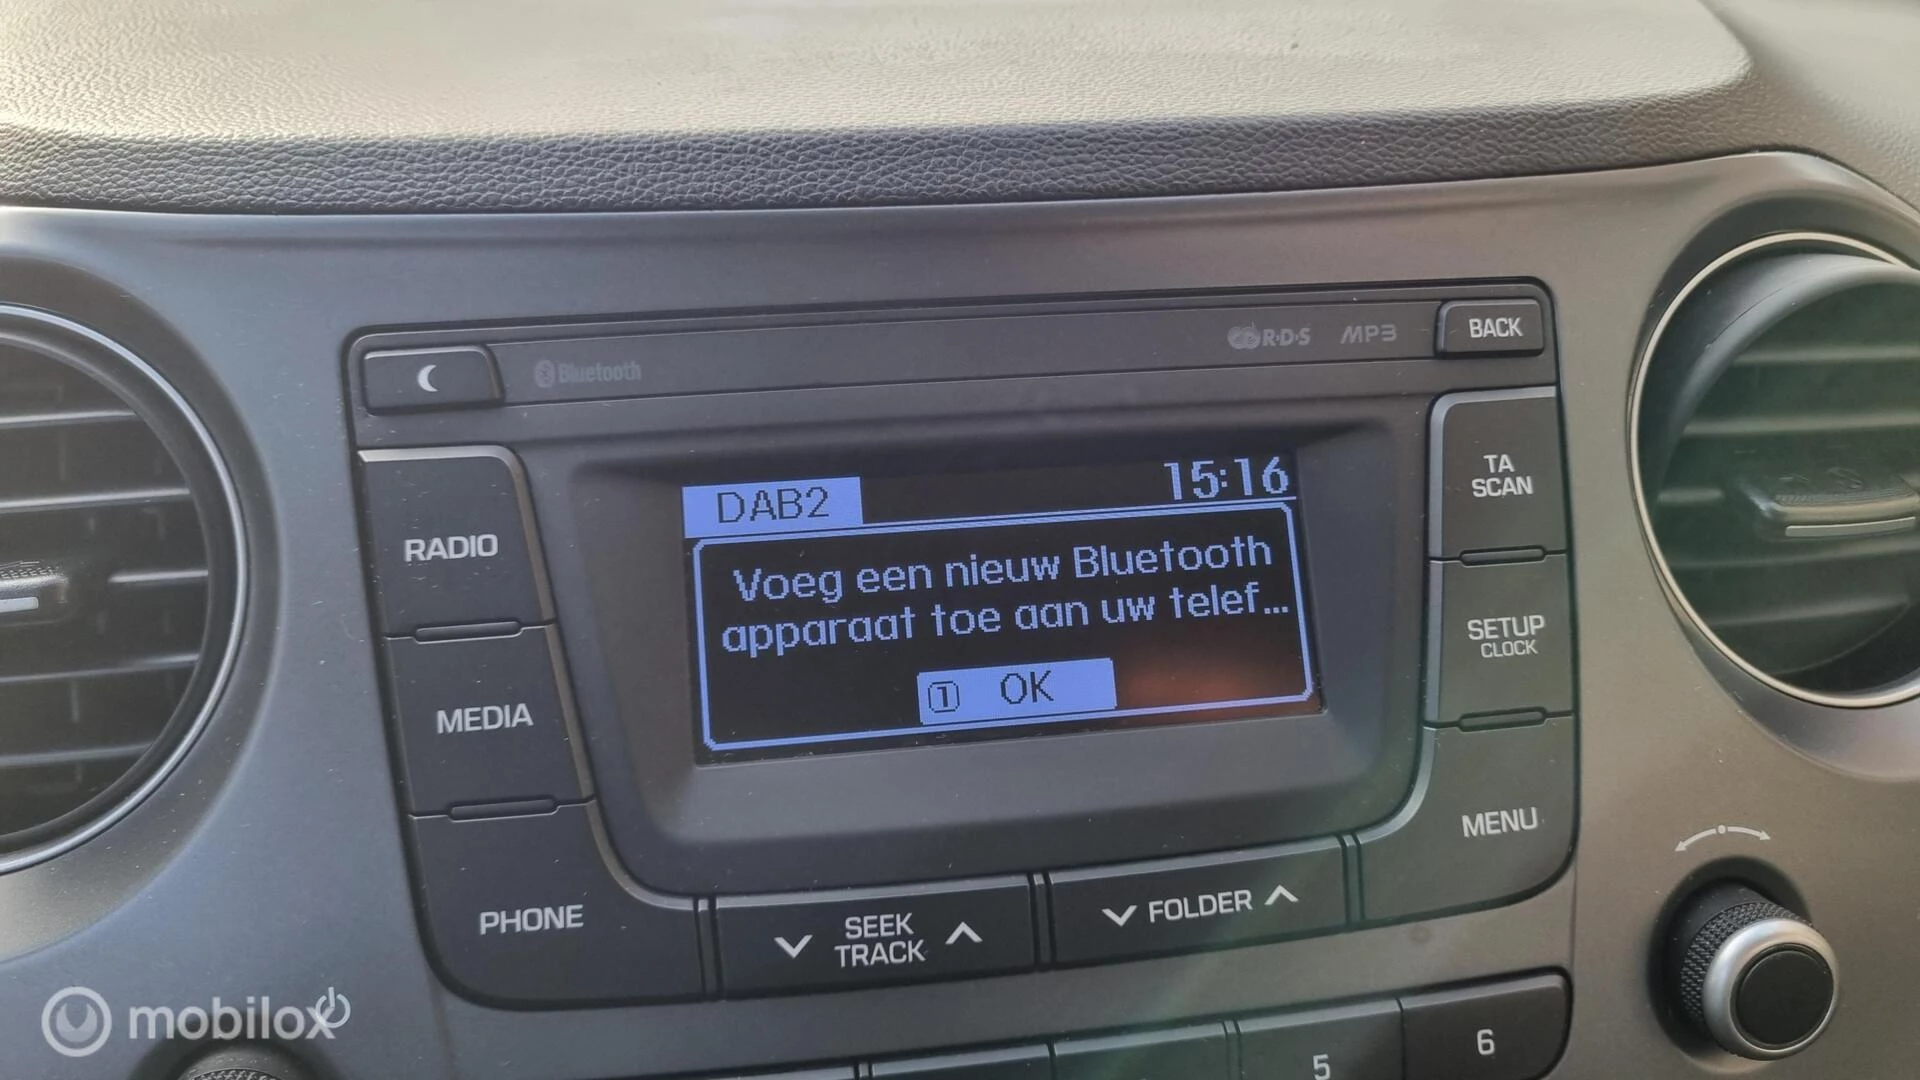 Bluetooth
R·D·S
MP3
BACK
RADIO
MEDIA
PHONE
DAB2
15:16
Voeg een nieuw Bluetooth
apparaat toe aan uw telef...
1 OK
TA
SCAN
SETUP
CLOCK
MENU
SEEK
TRACK
FOLDER
5
6
mobilox